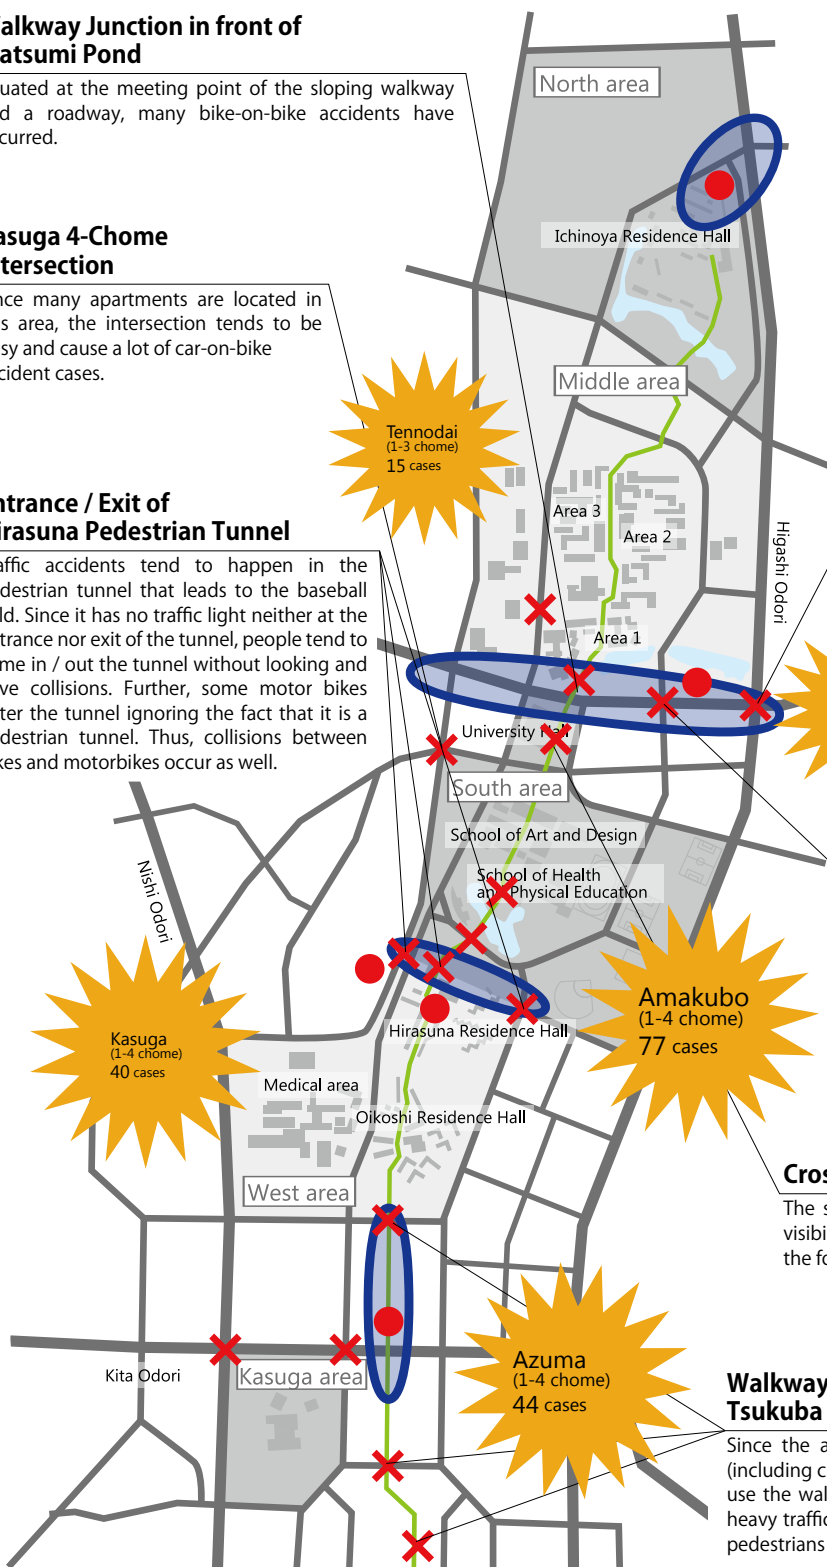 alkway Junction in front of
atsumi Pond
uated at the meeting point of the sloping walkway
d a roadway, many bike-on-bike accidents have
curred.
North area
Ichinoya Residence Hall
asuga 4-Chome
tersection
nce many apartments are located in
s area, the intersection tends to be
sy and cause a lot of car-on-bike
cident cases.
Middle area
Tennodai
(1-3 chome)
15 cases
ntrance / Exit of
irasuna Pedestrian Tunnel
affic accidents tend to happen in the
destrian tunnel that leads to the baseball
ld. Since it has no traffic light neither at the
trance nor exit of the tunnel, people tend to
me in / out the tunnel without looking and
ve collisions. Further, some motor bikes
ter the tunnel ignoring the fact that it is a
destrian tunnel. Thus, collisions between
kes and motorbikes occur as well.
Area 3
Area 2
Higashi Odori
Area 1
University Hall
South area
School of Art and Design
School of Health
and Physical Education
Nishi Odori
Amakubo
(1-4 chome)
77 cases
Hirasuna Residence Hall
Kasuga
(1-4 chome)
40 cases
Medical area
Oikoshi Residence Hall
West area
Cros
The s
visibi
the fo
Azuma
(1-4 chome)
44 cases
Kita Odori
Kasuga area
Walkway
Tsukuba
Since the a
(including c
use the wal
heavy traffic
pedestrians